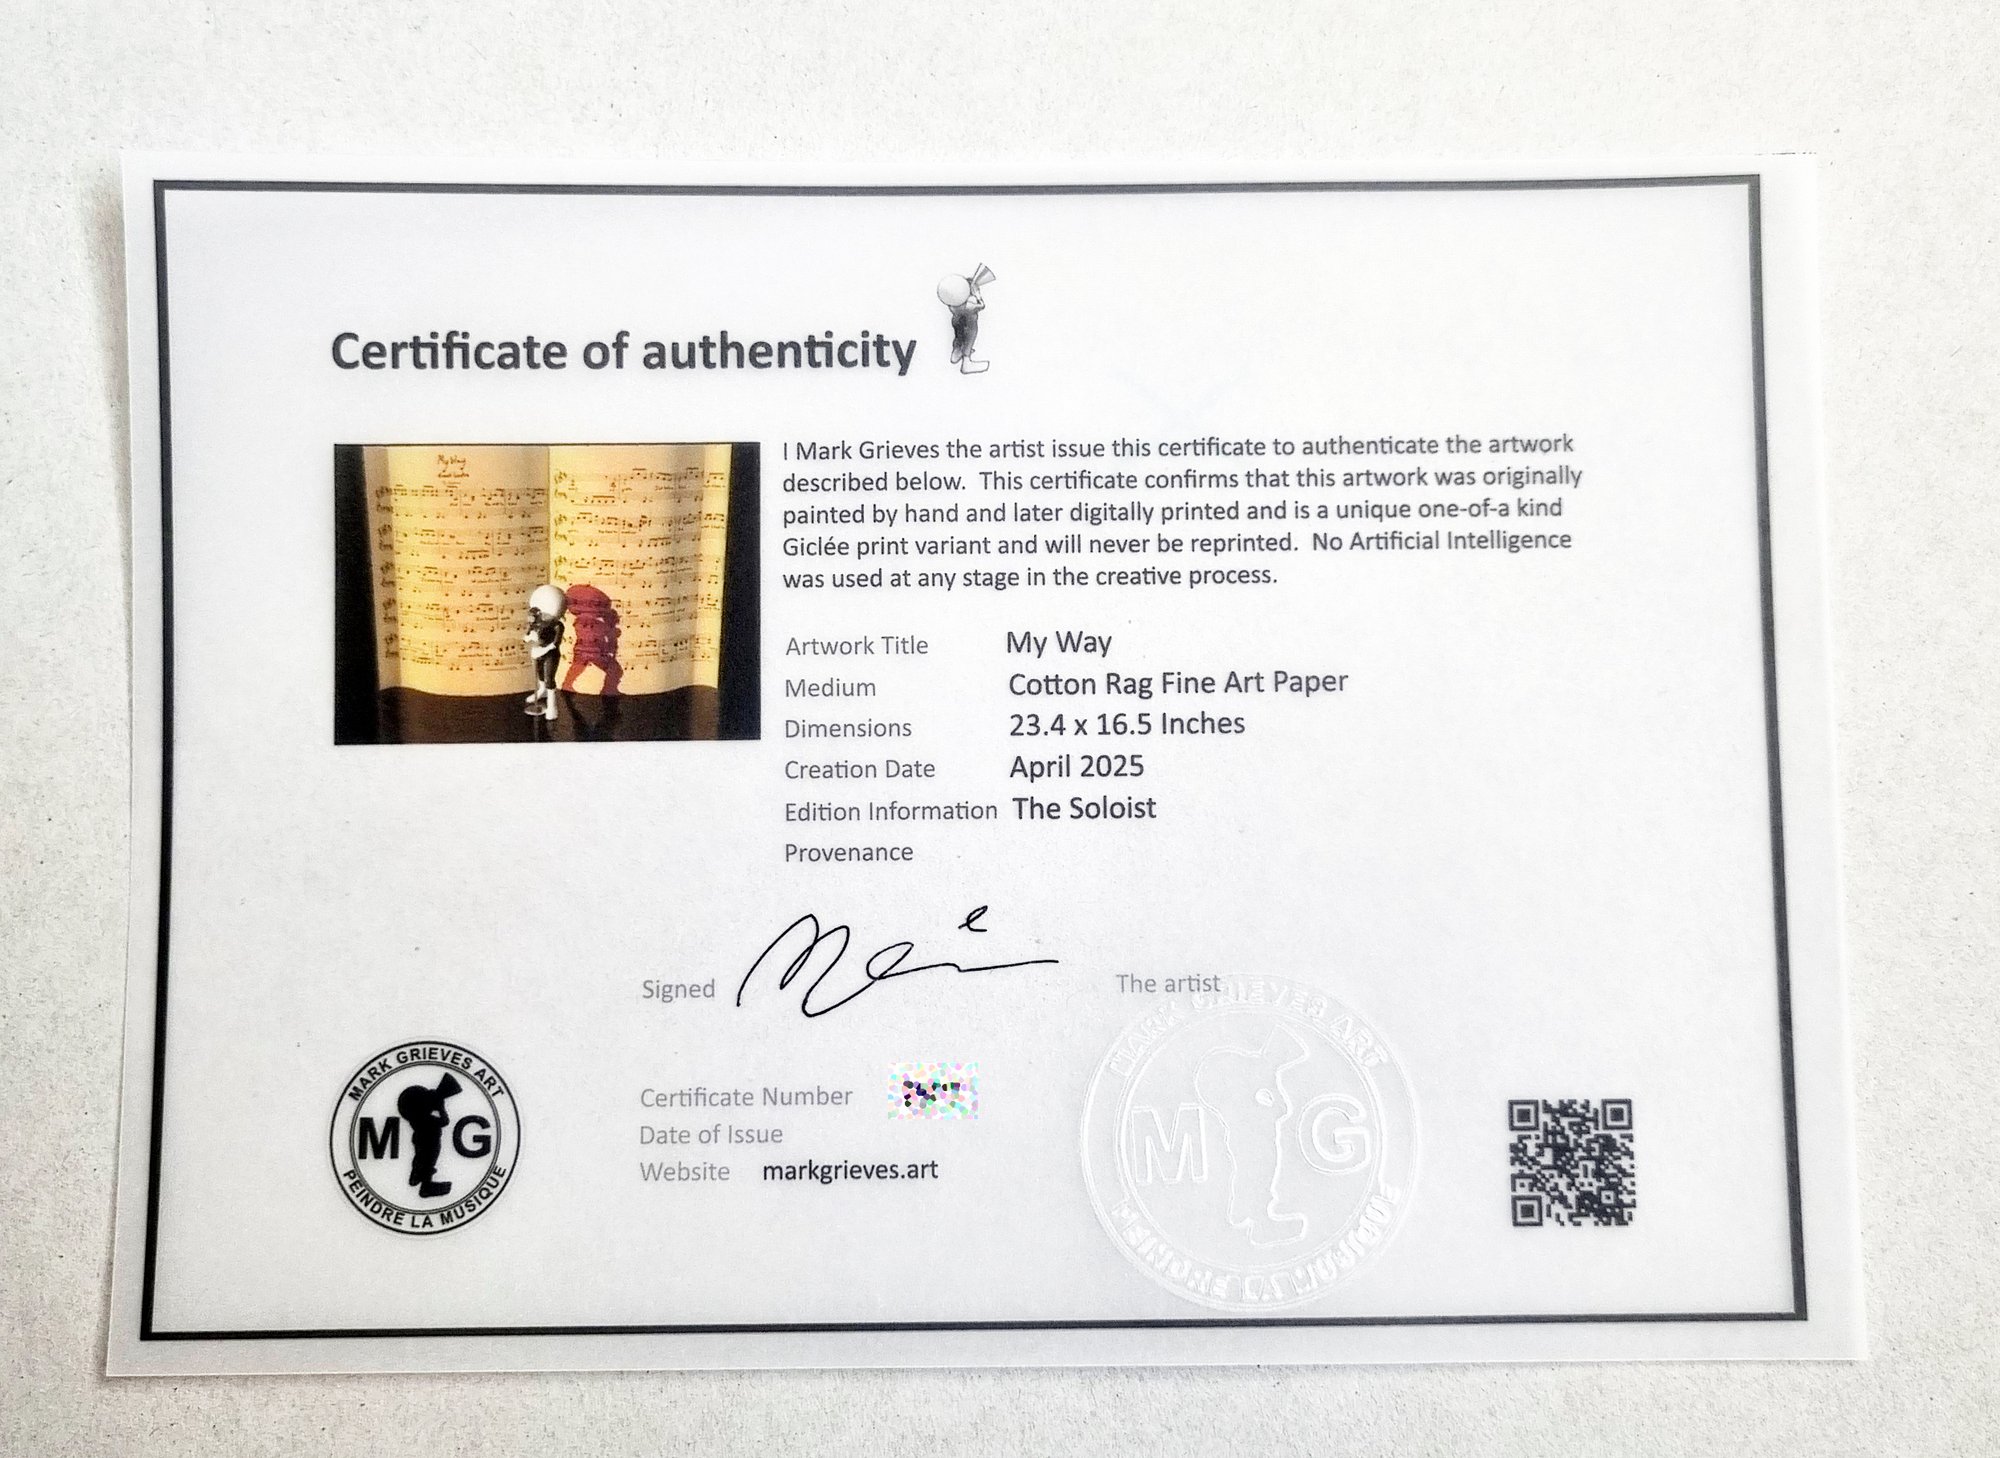 Certificate of authenticity
My Way
I Mark Grieves the artist issue this certificate to authenticate the artwork
described below.  This certificate confirms that this artwork was originally
painted by hand and later digitally printed and is a unique one-of-a kind
Giclée print variant and will never be reprinted.  No Artificial Intelligence
was used at any stage in the creative process.
Artwork Title My Way
Medium Cotton Rag Fine Art Paper
Dimensions 23.4 x 16.5 Inches
Creation Date April 2025
Edition Information The Soloist
Provenance
Signed
The artist
MARK GRIEVES ART
M G
PEINDRE LA MUSIQUE
Certificate Number
Date of Issue
Website markgrieves.art
MARK GRIEVES ART
M G
PEINDRE LA MUSIQUE